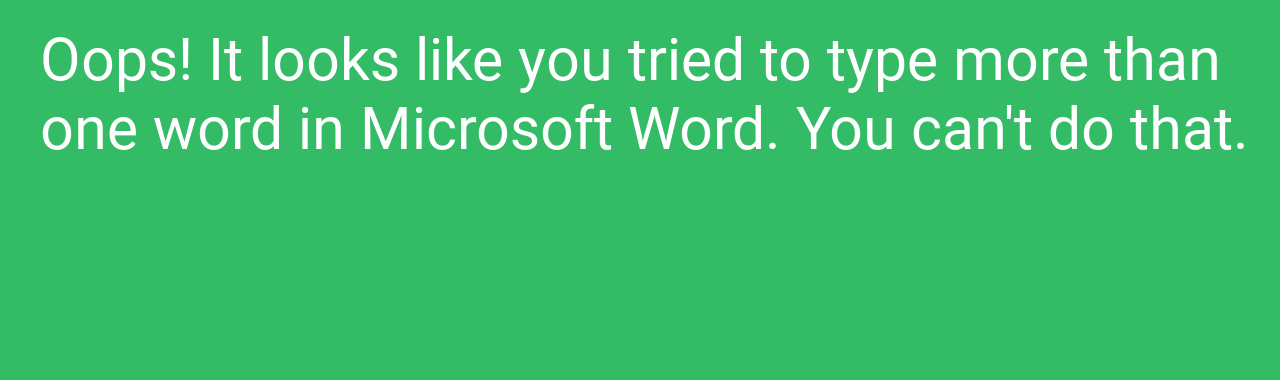 Oops! It looks like you tried to type more than
one word in Microsoft Word. You can't do that.